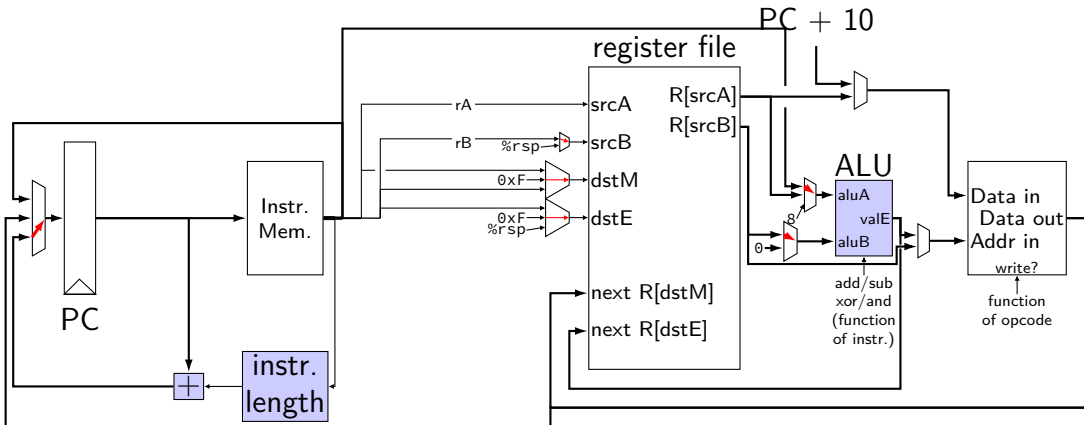 PC + 10
register file
rA
srcA
R[srcA]
R[srcB]
rB
%rsp
srcB
0xF
dstM
0xF
%rsp
dstE
next R[dstM]
next R[dstE]
PC
Instr.
Mem.
+
instr.
length
8
0
ALU
aluA
valE
aluB
add/sub
xor/and
(function
of instr.)
Data in
Data out
Addr in
write?
function
of opcode